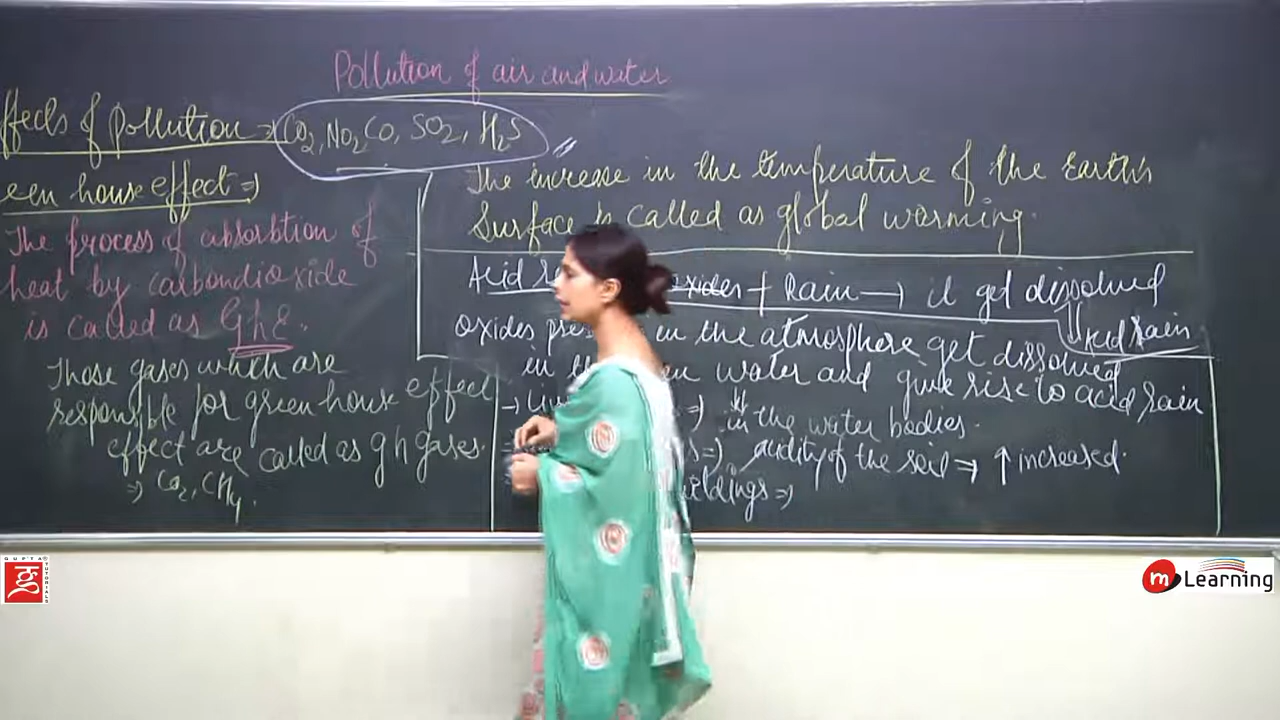 Pollution of air and water
ffects of pollution ⇒ CO2, NO2 CO, SO2, H2S
een house effect ⇒
The process of absorbtion of
heat by carbondioxide
is called as GhE.
Those gases which are
responsible for green house effect
effect are called as g h gases.
⇒ CO2, CH4.
The increase in the temperature of the Earth's
Surface is called as global warming.
Acid oxides + Rain → it get dissolved
⇓ Acid rain
oxides in the atmosphere get dissolved
in water and give rise to acid rain
→ ⇒ ⇓ in the water bodies.
⇒ acidity of the soil ⇒ ↑ increased.
uildings ⇒
GUPTA TUTORIALS
m Learning